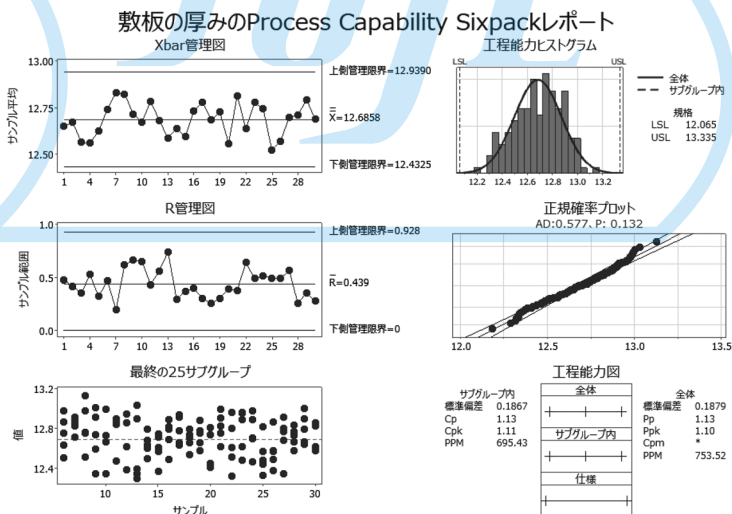 敷板の厚みのProcess Capability Sixpackレポート
Xbar管理図
サンプル平均
13.00
12.75
12.50
上側管理限界=12.9390
X̿=12.6858
下側管理限界=12.4325
1 4 7 10 13 16 19 22 25 28
工程能力ヒストグラム
LSL USL
12.2 12.4 12.6 12.8 13.0 13.2
全体
サブグループ内
規格
LSL 12.065
USL 13.335
R管理図
サンプル範囲
1.0
0.5
0.0
上側管理限界=0.928
R̄=0.439
下側管理限界=0
1 4 7 10 13 16 19 22 25 28
正規確率プロット
AD:0.577、P: 0.132
12.0 12.5 13.0 13.5
最終の25サブグループ
値
13.2
12.8
12.4
10 15 20 25 30
サンプル
工程能力図
サブグループ内
標準偏差 0.1867
Cp 1.13
Cpk 1.11
PPM 695.43
全体
サブグループ内
仕様
全体
標準偏差 0.1879
Pp 1.13
Ppk 1.10
Cpm *
PPM 753.52